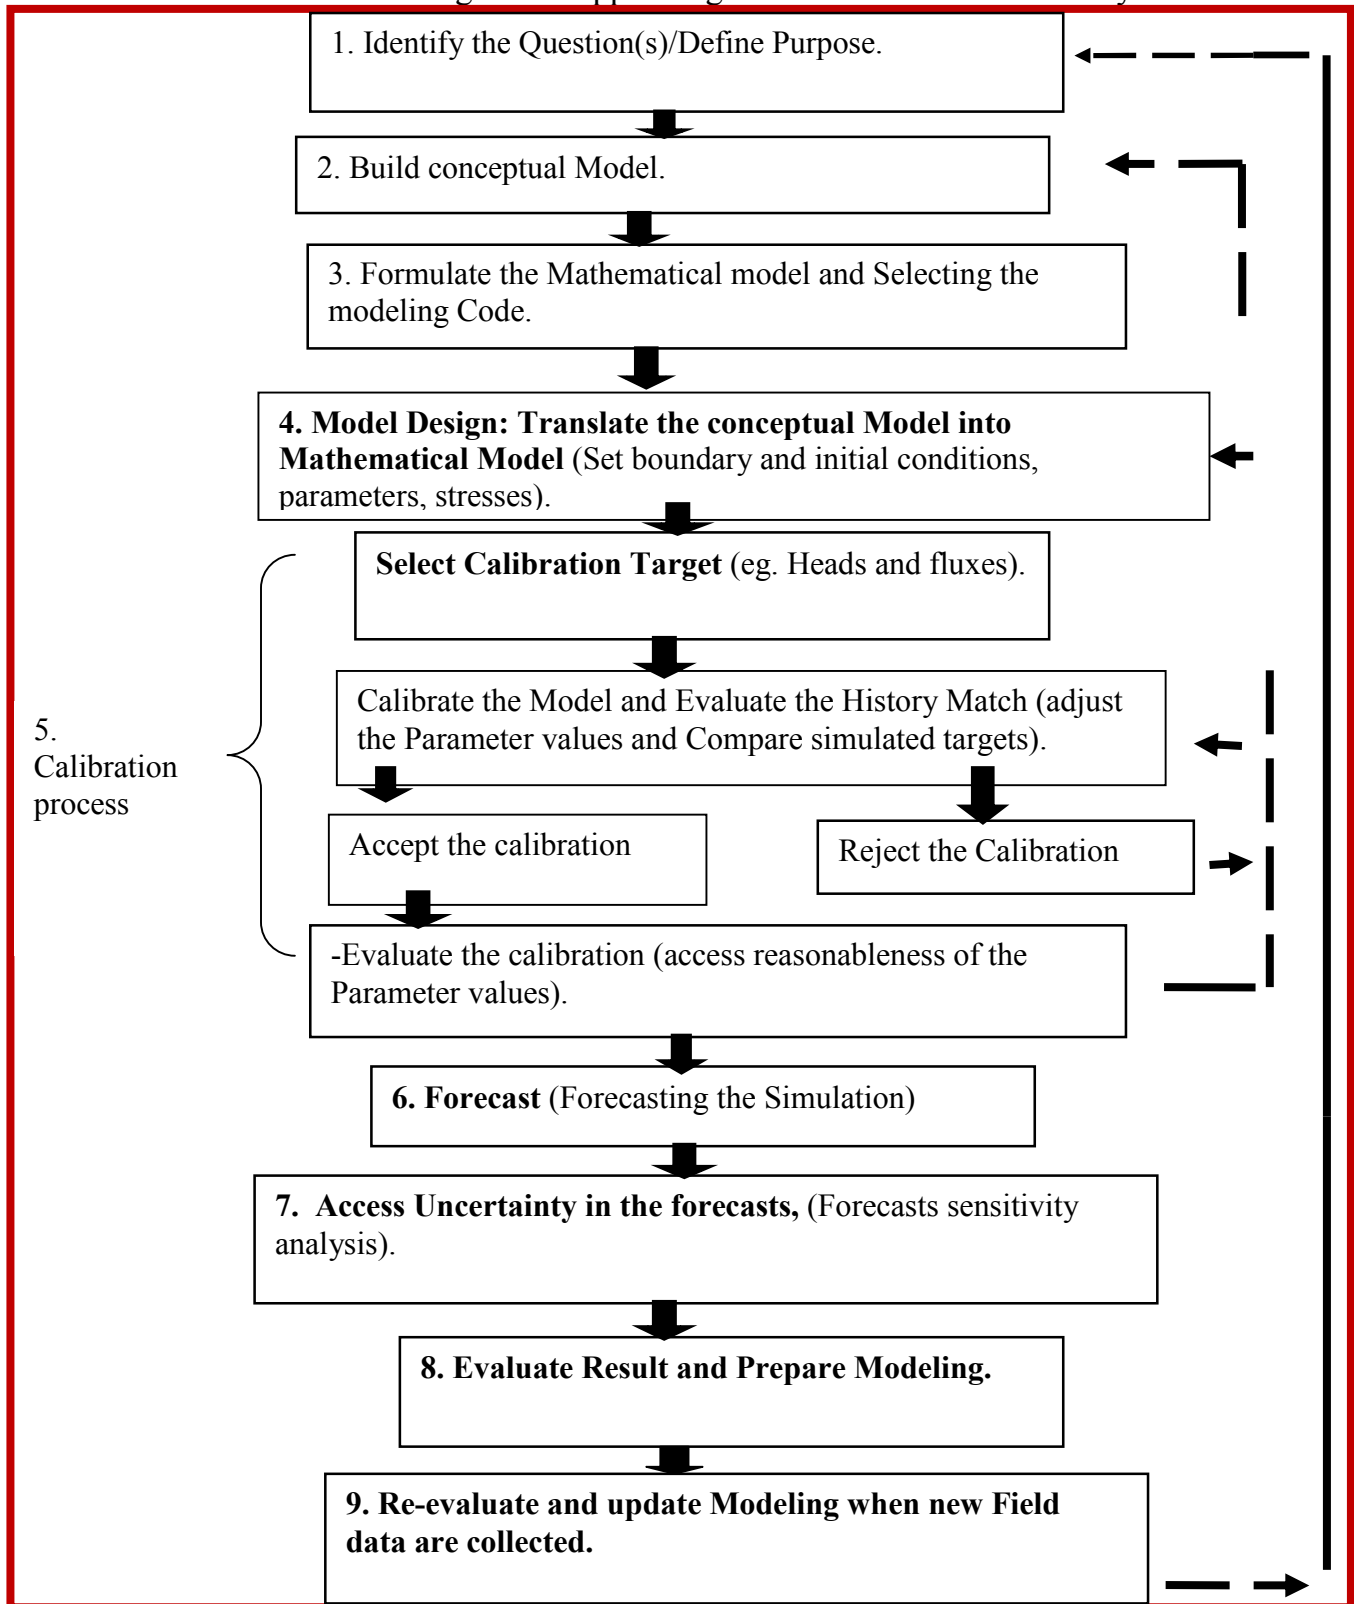 1. Identify the Question(s)/Define Purpose.
2. Build conceptual Model.
3. Formulate the Mathematical model and Selecting the
modeling Code.
4. Model Design: Translate the conceptual Model into
Mathematical Model (Set boundary and initial conditions,
parameters, stresses).
Select Calibration Target (eg. Heads and fluxes).
Calibrate the Model and Evaluate the History Match (adjust
the Parameter values and Compare simulated targets).
5.
Calibration
process
Accept the calibration
Reject the Calibration
-Evaluate the calibration (access reasonableness of the
Parameter values).
6. Forecast (Forecasting the Simulation)
7. Access Uncertainty in the forecasts, (Forecasts sensitivity
analysis).
8. Evaluate Result and Prepare Modeling.
9. Re-evaluate and update Modeling when new Field
data are collected.